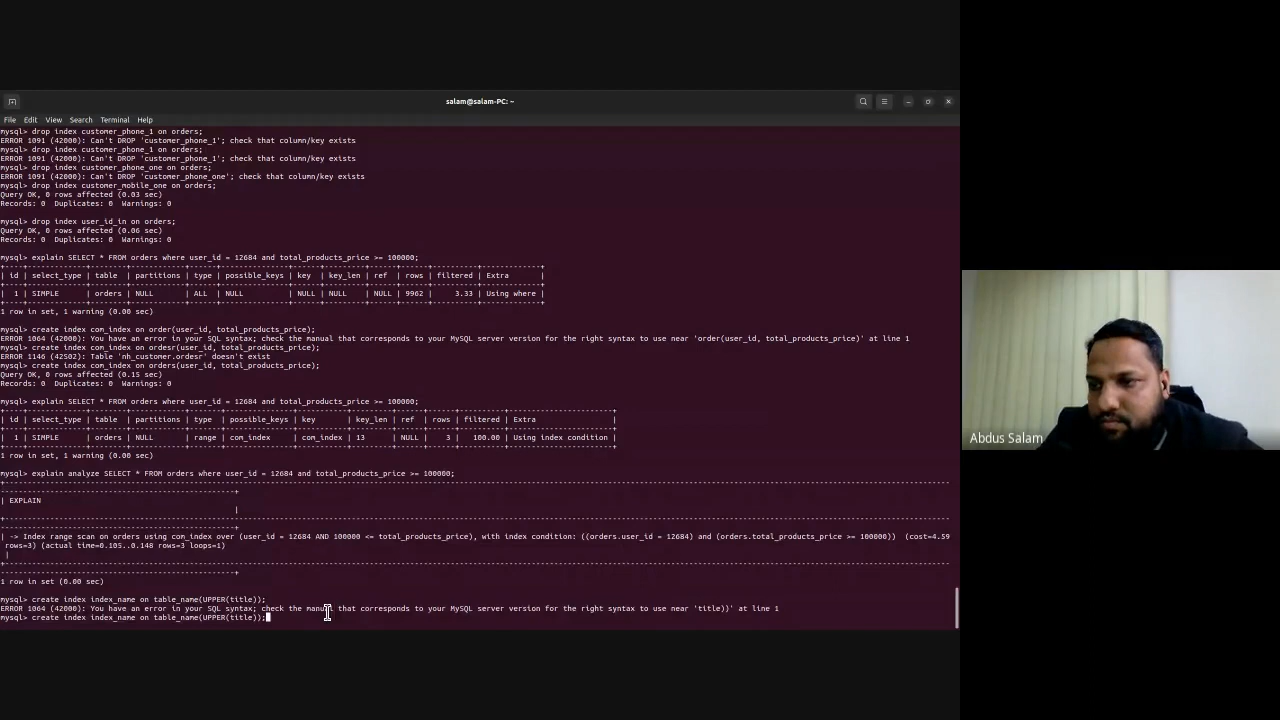 salam@salam-PC: ~
File Edit View Search Terminal Help
mysql> drop index customer_phone_1 on orders;
ERROR 1091 (42000): Can't DROP 'customer_phone_1'; check that column/key exists
mysql> drop index customer_phone_1 on orders;
ERROR 1091 (42000): Can't DROP 'customer_phone_1'; check that column/key exists
mysql> drop index customer_phone_one on orders;
ERROR 1091 (42000): Can't DROP 'customer_phone_one'; check that column/key exists
mysql> drop index customer_mobile_one on orders;
Query OK, 0 rows affected (0.03 sec)
Records: 0 Duplicates: 0 Warnings: 0
mysql> drop index user_id_in on orders;
Query OK, 0 rows affected (0.06 sec)
Records: 0 Duplicates: 0 Warnings: 0
mysql> explain SELECT * FROM orders where user_id = 12684 and total_products_price >= 100000;
| id | select_type | table | partitions | type | possible_keys | key | key_len | ref | rows | filtered | Extra |
| 1 | SIMPLE | orders | NULL | ALL | NULL | NULL | NULL | NULL | 9962 | 3.33 | Using where |
1 row in set, 1 warning (0.00 sec)
mysql> create index com_index on order(user_id, total_products_price);
ERROR 1064 (42000): You have an error in your SQL syntax; check the manual that corresponds to your MySQL server version for the right syntax to use near 'order(user_id, total_products_price)' at line 1
mysql> create index com_index on ordesr(user_id, total_products_price);
ERROR 1146 (42S02): Table 'nh_customer.ordesr' doesn't exist
mysql> create index com_index on orders(user_id, total_products_price);
Query OK, 0 rows affected (0.15 sec)
Records: 0 Duplicates: 0 Warnings: 0
mysql> explain SELECT * FROM orders where user_id = 12684 and total_products_price >= 100000;
| id | select_type | table | partitions | type | possible_keys | key | key_len | ref | rows | filtered | Extra |
| 1 | SIMPLE | orders | NULL | range | com_index | com_index | 13 | NULL | 3 | 100.00 | Using index condition |
1 row in set, 1 warning (0.00 sec)
mysql> explain analyze SELECT * FROM orders where user_id = 12684 and total_products_price >= 100000;
| EXPLAIN
|
| -> Index range scan on orders using com_index over (user_id = 12684 AND 100000 <= total_products_price), with index condition: ((orders.user_id = 12684) and (orders.total_products_price >= 100000)) (cost=4.59
rows=3) (actual time=0.105..0.148 rows=3 loops=1)
|
1 row in set (0.00 sec)
mysql> create index index_name on table_name(UPPER(title));
ERROR 1064 (42000): You have an error in your SQL syntax; check the manual that corresponds to your MySQL server version for the right syntax to use near 'title))' at line 1
mysql> create index index_name on table_name(UPPER(title));
Abdus Salam